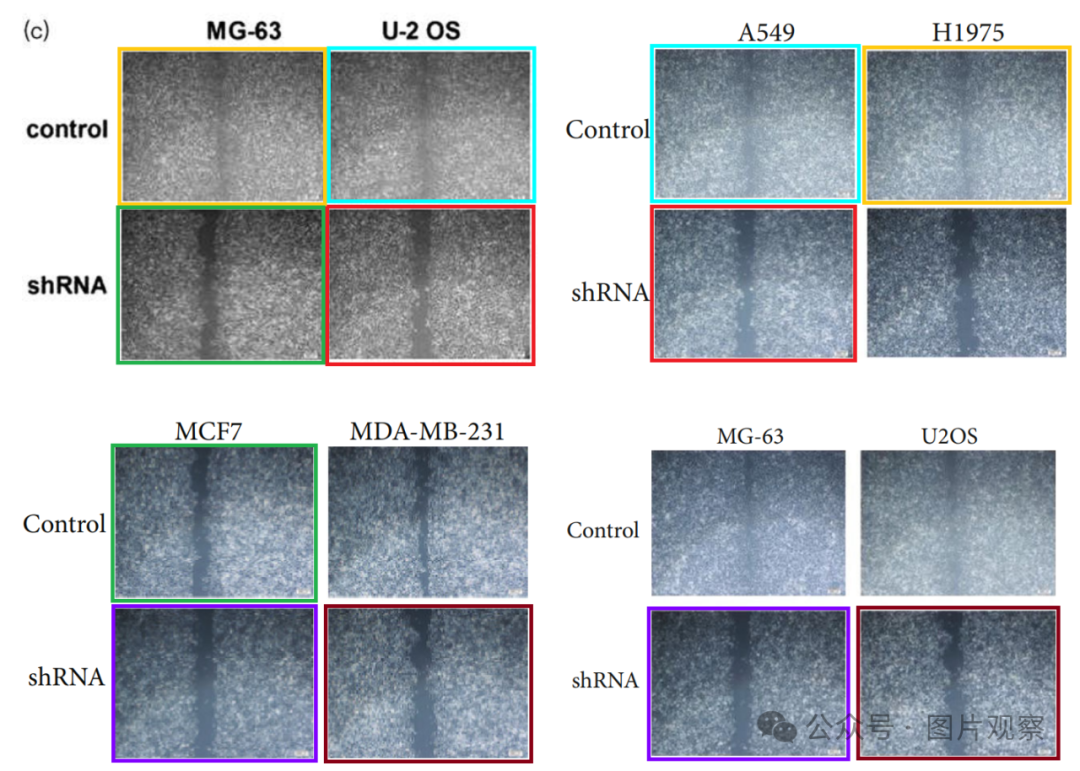 (c)
MG-63 U-2 OS
control
shRNA
A549 H1975
Control
shRNA
MCF7 MDA-MB-231
Control
shRNA
MG-63 U2OS
Control
shRNA
公众号 · 图片观察